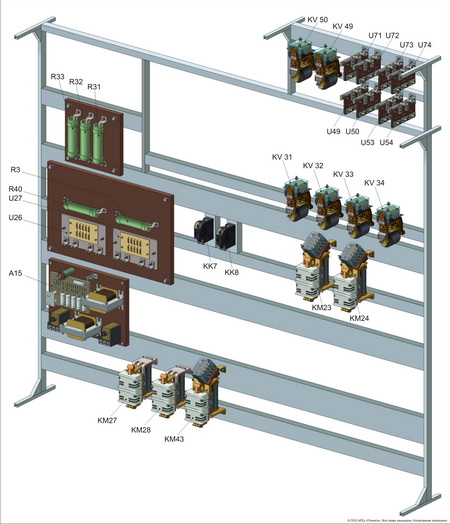 KV 50
KV 49
U71
U72
U73
U74
R33
R32
R31
U49
U50
U53
U54
KV 31
KV 32
KV 33
KV 34
R3
R40
U27
U26
KK7
KK8
A15
KM23
KM24
KM27
KM28
KM43